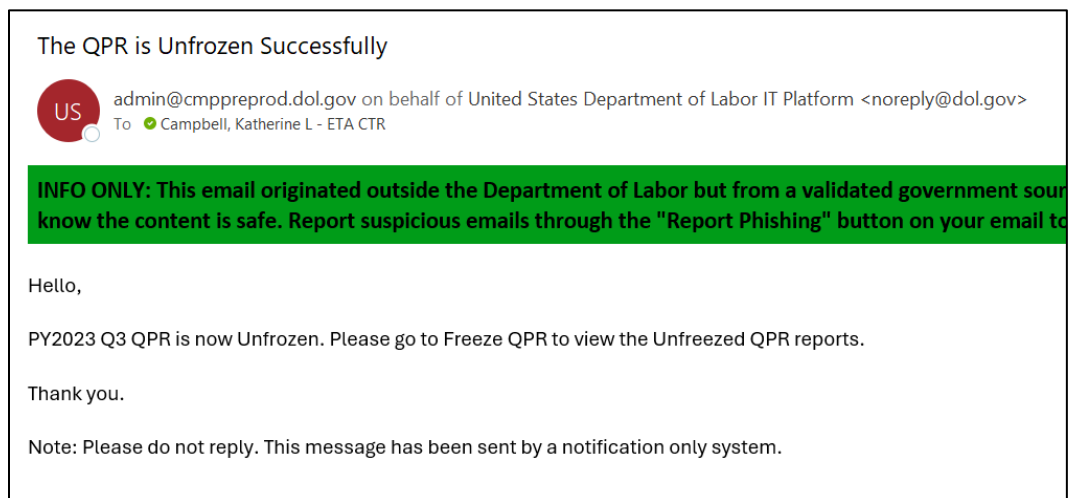 The QPR is Unfrozen Successfully
US
admin@cmppreprod.dol.gov on behalf of United States Department of Labor IT Platform <noreply@dol.gov>
To Campbell, Katherine L - ETA CTR
INFO ONLY: This email originated outside the Department of Labor but from a validated government
know the content is safe. Report suspicious emails through the "Report Phishing" button on your email
Hello,
PY2023 Q3 QPR is now Unfrozen. Please go to Freeze QPR to view the Unfreezed QPR reports.
Thank you.
Note: Please do not reply. This message has been sent by a notification only system.